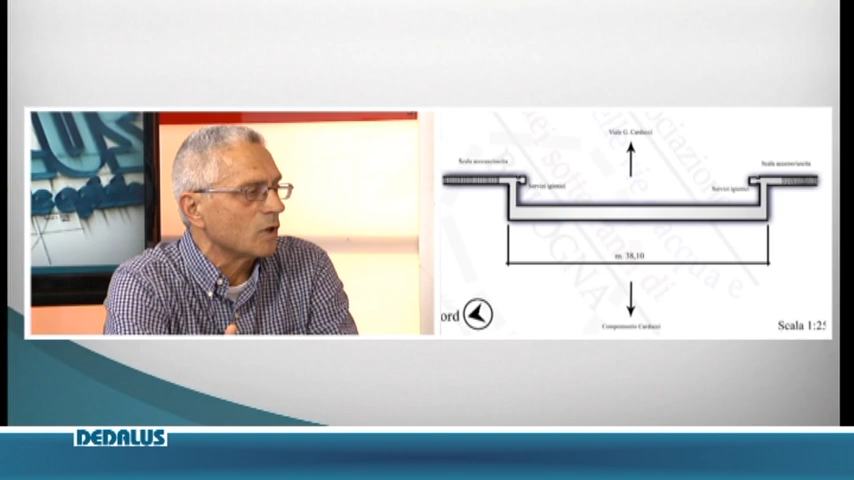 Viale G. Carducci
Scala accesso/uscita
Scala accesso/uscita
Servizi igienici
Servizi igienici
m. 38,10
ord
Comprensorio Carducci
Scala 1:25
DEDALUS